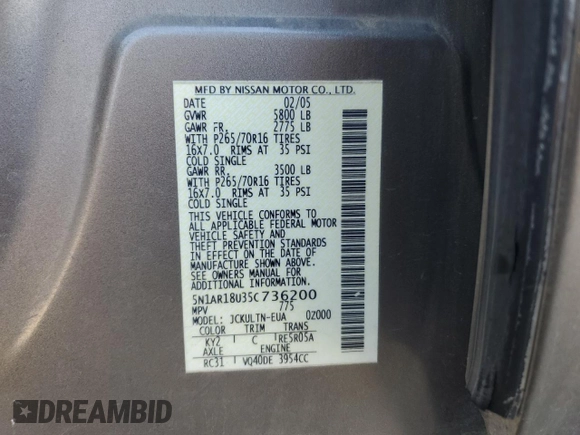 MFD BY NISSAN MOTOR CO., LTD.
DATE 02/05
GVWR 5800 LB
GAWR FR. 2775 LB
WITH P265/70R16 TIRES
16X7.0 RIMS AT 35 PSI
COLD SINGLE
GAWR RR. 3500 LB
WITH P265/70R16 TIRES
16X7.0 RIMS AT 35 PSI
COLD SINGLE
THIS VEHICLE CONFORMS TO
ALL APPLICABLE FEDERAL MOTOR
VEHICLE SAFETY AND
THEFT PREVENTION STANDARDS
IN EFFECT ON THE DATE OF
MANUFACTURE SHOWN ABOVE.
SEE OWNERS MANUAL FOR
ADDITIONAL INFORMATION.
5N1AR18U35C736200
MPV 775
MODEL: JCKULTN-EUA 02000
COLOR TRIM TRANS
KY2 C RE5R05A
AXLE ENGINE
RC31 VQ40DE 3954CC
DREAMBID